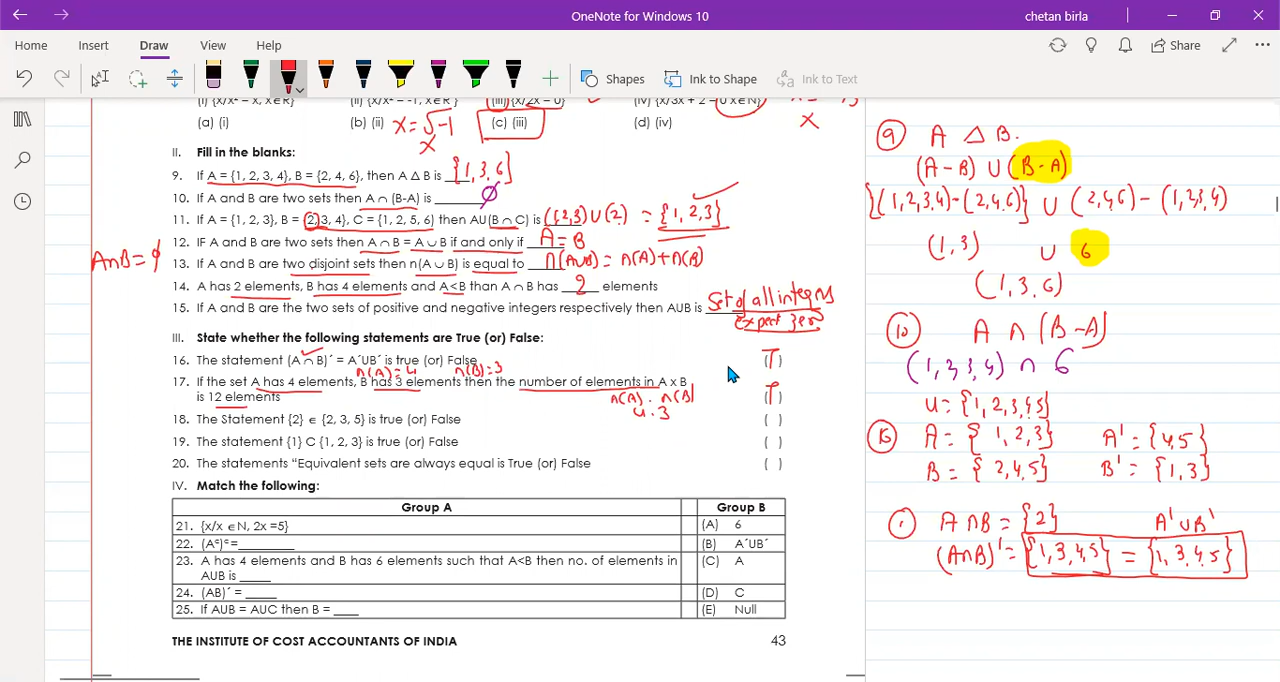 OneNote for Windows 10
chetan birla
Home Insert Draw View Help
Share
Shapes
Ink to Shape
Ink to Text
(a) (i) (b) (ii) (c) (iii) (d) (iv)
x = √-1
x
x
II. Fill in the blanks:
9. If A = {1, 2, 3, 4}, B = {2, 4, 6}, then A Δ B is {1, 3, 6}
10. If A and B are two sets then A ∩ (B-A) is ϕ
11. If A = {1, 2, 3}, B = {2, 3, 4}, C = {1, 2, 5, 6} then AU(B ∩ C) is (1,2,3) ∪ (2) = {1, 2, 3}
12. IF A and B are two sets then A ∩ B = A ∪ B if and only if A = B
A∩B = ϕ
13. If A and B are two disjoint sets then n(A ∪ B) is equal to n(A∪B) = n(A) + n(B)
14. A has 2 elements, B has 4 elements and A<B than A ∩ B has 2 elements
15. If A and B are the two sets of positive and negative integers respectively then AUB is Set of all integers
expect zero
III. State whether the following statements are True (or) False:
16. The statement (A ∩ B)´ = A´UB´ is true (or) False (T)
n(A) = 4 n(B) = 3
17. If the set A has 4 elements, B has 3 elements then the number of elements in A x B
is 12 elements (T)
n(A) . n(B)
4 . 3
18. The Statement {2} ∈ {2, 3, 5} is true (or) False ( )
19. The statement {1} C {1, 2, 3} is true (or) False ( )
20. The statements "Equivalent sets are always equal is True (or) False ( )
IV. Match the following:
Group A Group B
21. {x/x ∈N, 2x =5} (A) 6
22. (Aᶜ)ᶜ = (B) A´UB´
23. A has 4 elements and B has 6 elements such that A<B then no. of elements in
AUB is (C) A
24. (AB)´ = (D) C
25. If AUB = AUC then B = (E) Null
THE INSTITUTE OF COST ACCOUNTANTS OF INDIA 43
9 A Δ B.
(A-B) ∪ (B-A)
{(1,2,3,4) - (2,4,6)} ∪ (2,4,6) - (1,2,3,4)
(1,3) ∪ 6
(1,3,6)
10 A ∩ (B-A)
(1,2,3,4) ∩ 6
U = {1,2,3,4,5}
16 A = {1,2,3} A' = {4,5}
B = {2,4,5} B' = {1,3}
A∩B = {2} A'∪B'
(A∩B)' = {1,3,4,5} = {1,3,4,5}